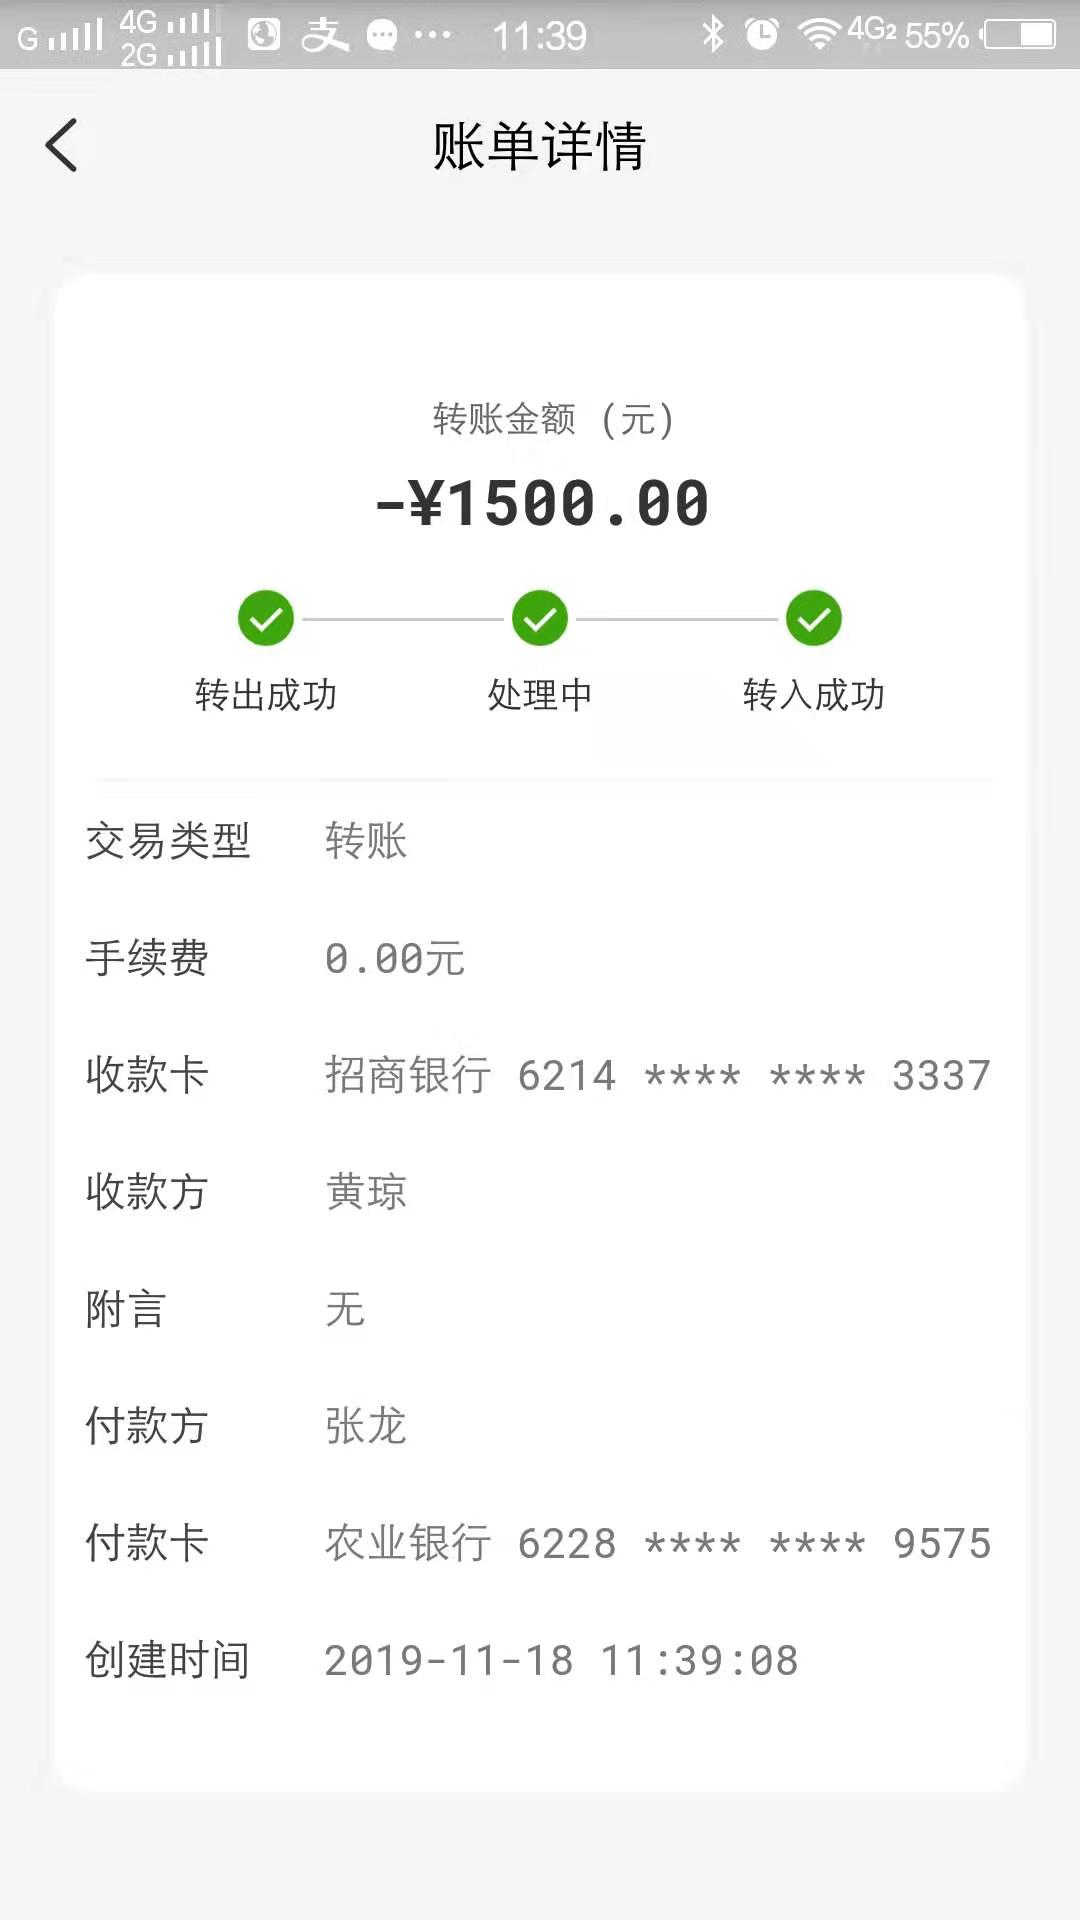 G 4G 2G 支 11:39 4G2 55%
账单详情
转账金额（元）
-¥1500.00
转出成功 处理中 转入成功
交易类型 转账
手续费 0.00元
收款卡 招商银行 6214 **** **** 3337
收款方 黄琼
附言 无
付款方 张龙
付款卡 农业银行 6228 **** **** 9575
创建时间 2019-11-18 11:39:08